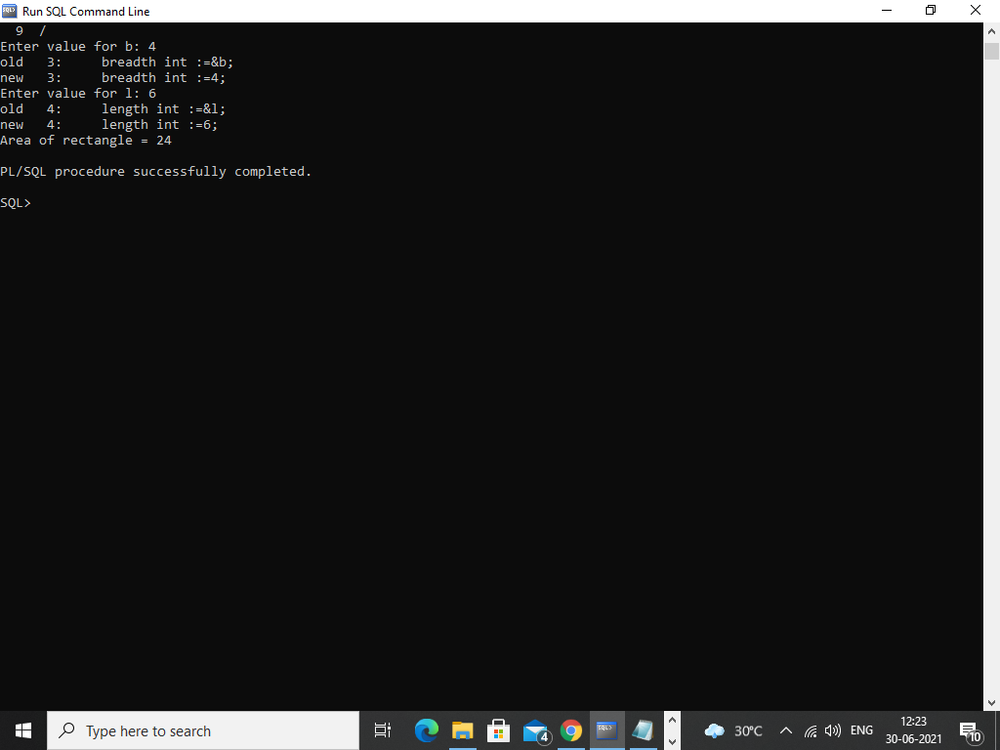 Run SQL Command Line
9 /
Enter value for b: 4
old 3: breadth int :=&b;
new 3: breadth int :=4;
Enter value for l: 6
old 4: length int :=&l;
new 4: length int :=6;
Area of rectangle = 24
PL/SQL procedure successfully completed.
SQL>
Type here to search
4
SQL>
30°C
ENG
12:23
30-06-2021
10